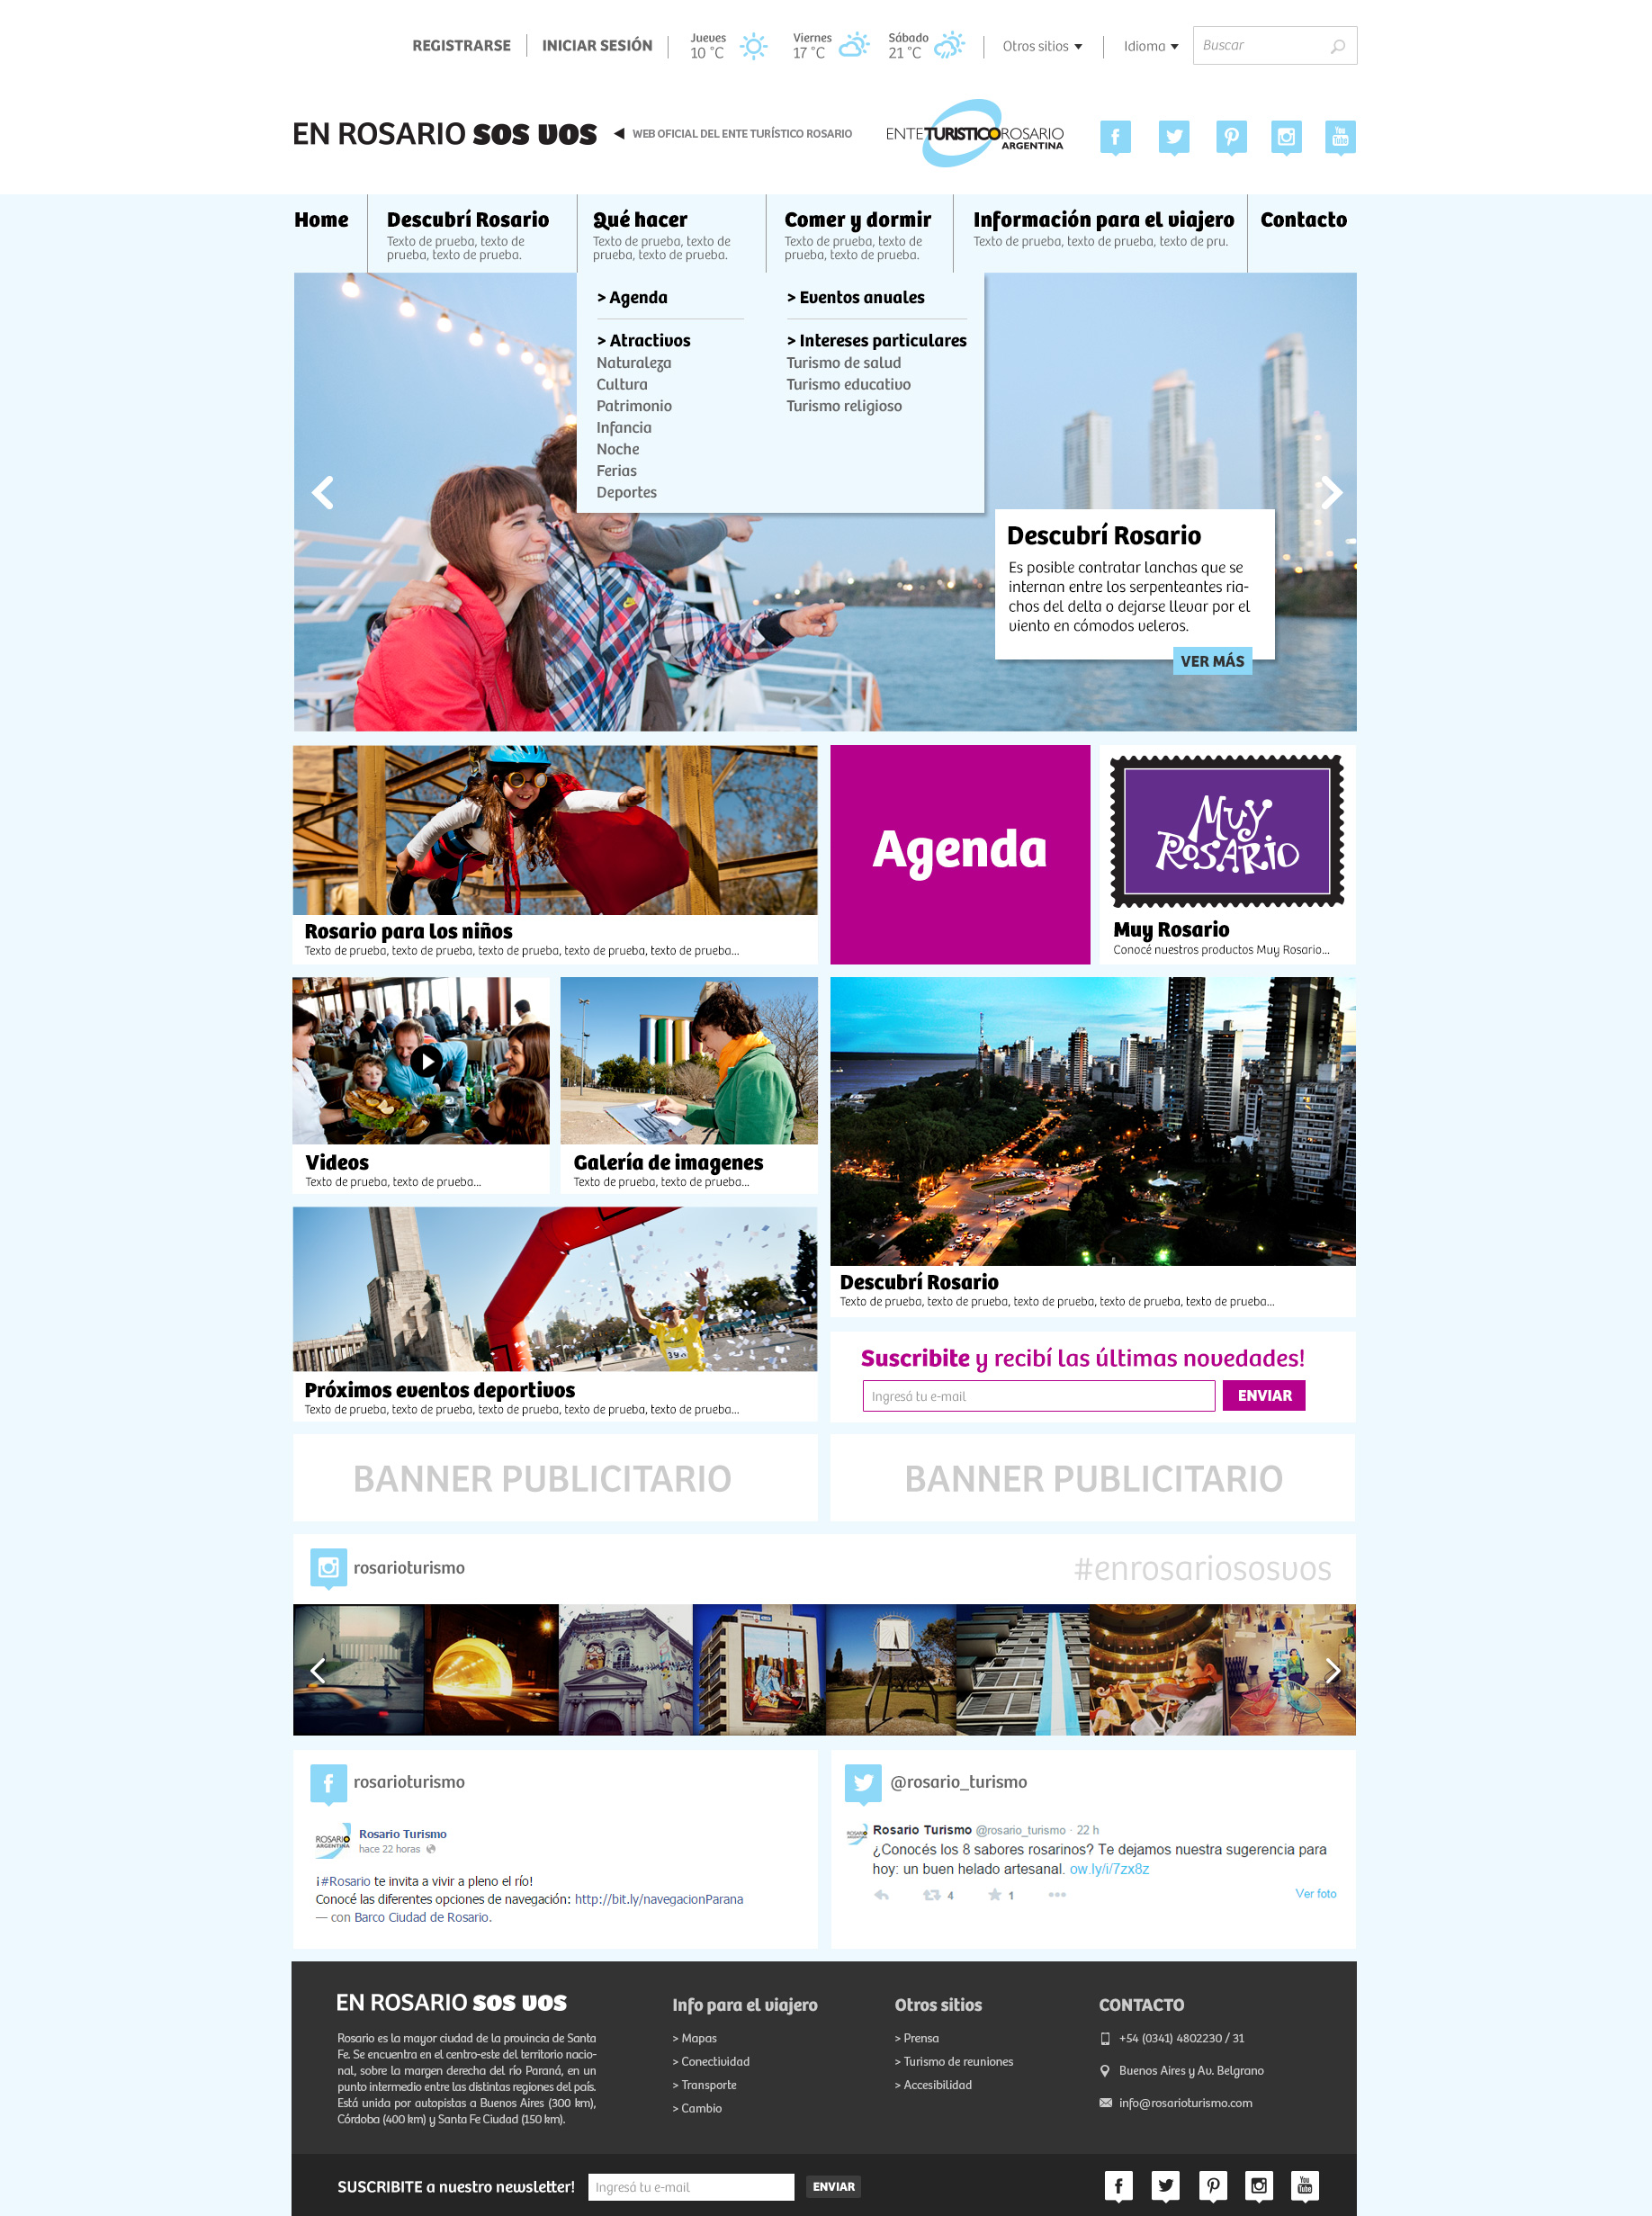 REGISTRARSE
INICIAR SESIÓN
Jueves
10 °C
Viernes
17 °C
Sábado
21 °C
Otros sitios
Idioma
Buscar
EN ROSARIO SOS VOS
WEB OFICIAL DEL ENTE TURÍSTICO ROSARIO
ENTETURISTICOROSARIO
ARGENTINA
You
Tube
Home
Descubrí Rosario
Texto de prueba, texto de
prueba, texto de prueba.
Qué hacer
Texto de prueba, texto de
prueba, texto de prueba.
Comer y dormir
Texto de prueba, texto de
prueba, texto de prueba.
Información para el viajero
Texto de prueba, texto de prueba, texto de pru.
Contacto
> Agenda
> Atractivos
Naturaleza
Cultura
Patrimonio
Infancia
Noche
Ferias
Deportes
> Eventos anuales
> Intereses particulares
Turismo de salud
Turismo educativo
Turismo religioso
Descubrí Rosario
Es posible contratar lanchas que se
internan entre los serpenteantes ria-
chos del delta o dejarse llevar por el
viento en cómodos veleros.
VER MÁS
Rosario para los niños
Texto de prueba, texto de prueba, texto de prueba, texto de prueba, texto de prueba...
Agenda
MUY
ROSARIO
Muy Rosario
Conocé nuestros productos Muy Rosario...
Videos
Texto de prueba, texto de prueba...
Galería de imagenes
Texto de prueba, texto de prueba...
Descubrí Rosario
Texto de prueba, texto de prueba, texto de prueba, texto de prueba, texto de prueba...
Próximos eventos deportivos
Texto de prueba, texto de prueba, texto de prueba, texto de prueba, texto de prueba...
Suscribite y recibí las últimas novedades!
Ingresá tu e-mail
ENVIAR
BANNER PUBLICITARIO
BANNER PUBLICITARIO
rosarioturismo
#enrosariososvos
rosarioturismo
ROSARIO
ARGENTINA
Rosario Turismo
hace 22 horas
¡#Rosario te invita a vivir a pleno el río!
Conocé las diferentes opciones de navegación: http://bit.ly/navegacionParana
— con Barco Ciudad de Rosario.
@rosario_turismo
ROSARIO
Rosario Turismo @rosario_turismo · 22 h
¿Conocés los 8 sabores rosarinos? Te dejamos nuestra sugerencia para
hoy: un buen helado artesanal. ow.ly/i/7zx8z
4
1
Ver foto
EN ROSARIO SOS VOS
Rosario es la mayor ciudad de la provincia de Santa
Fe. Se encuentra en el centro-este del territorio nacio-
nal, sobre la margen derecha del río Paraná, en un
punto intermedio entre las distintas regiones del país.
Está unida por autopistas a Buenos Aires (300 km),
Córdoba (400 km) y Santa Fe Ciudad (150 km).
Info para el viajero
> Mapas
> Conectividad
> Transporte
> Cambio
Otros sitios
> Prensa
> Turismo de reuniones
> Accesibilidad
CONTACTO
+54 (0341) 4802230 / 31
Buenos Aires y Av. Belgrano
info@rosarioturismo.com
SUSCRIBITE a nuestro newsletter!
Ingresá tu e-mail
ENVIAR
You
Tube